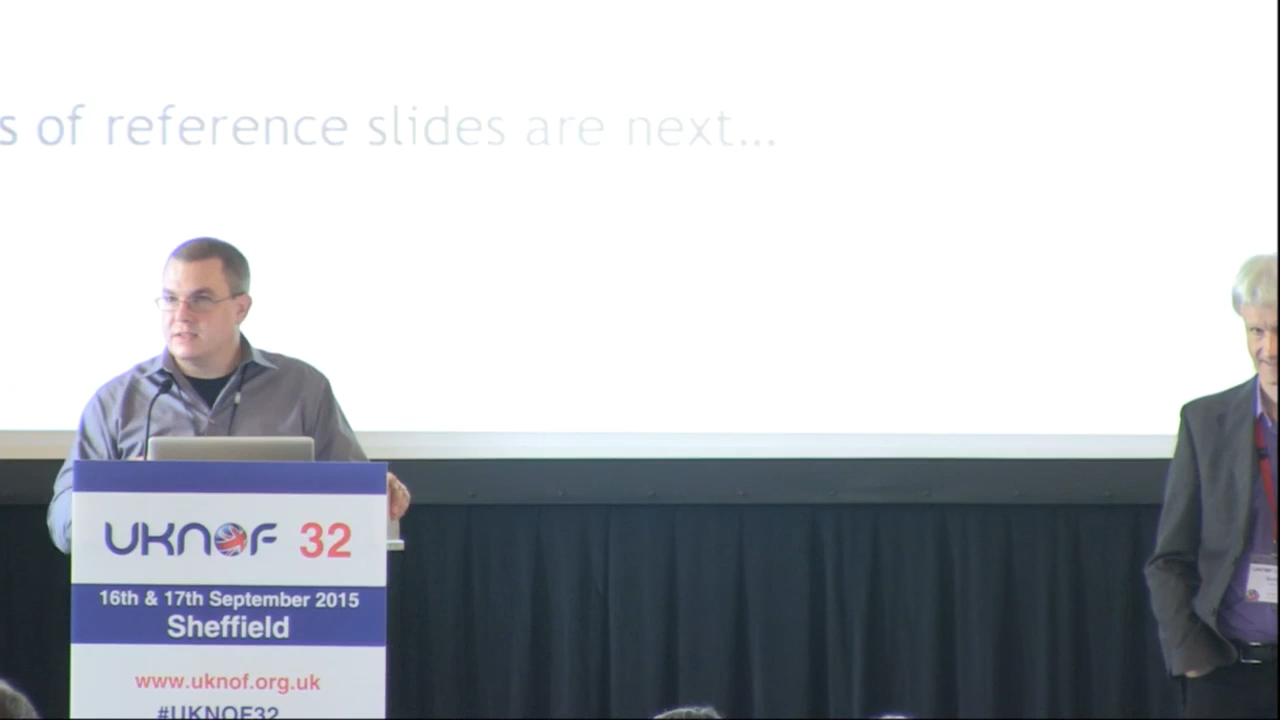 s of reference slides are next...
UKNOF 32
16th & 17th September 2015
Sheffield
www.uknof.org.uk
#UKNOF32